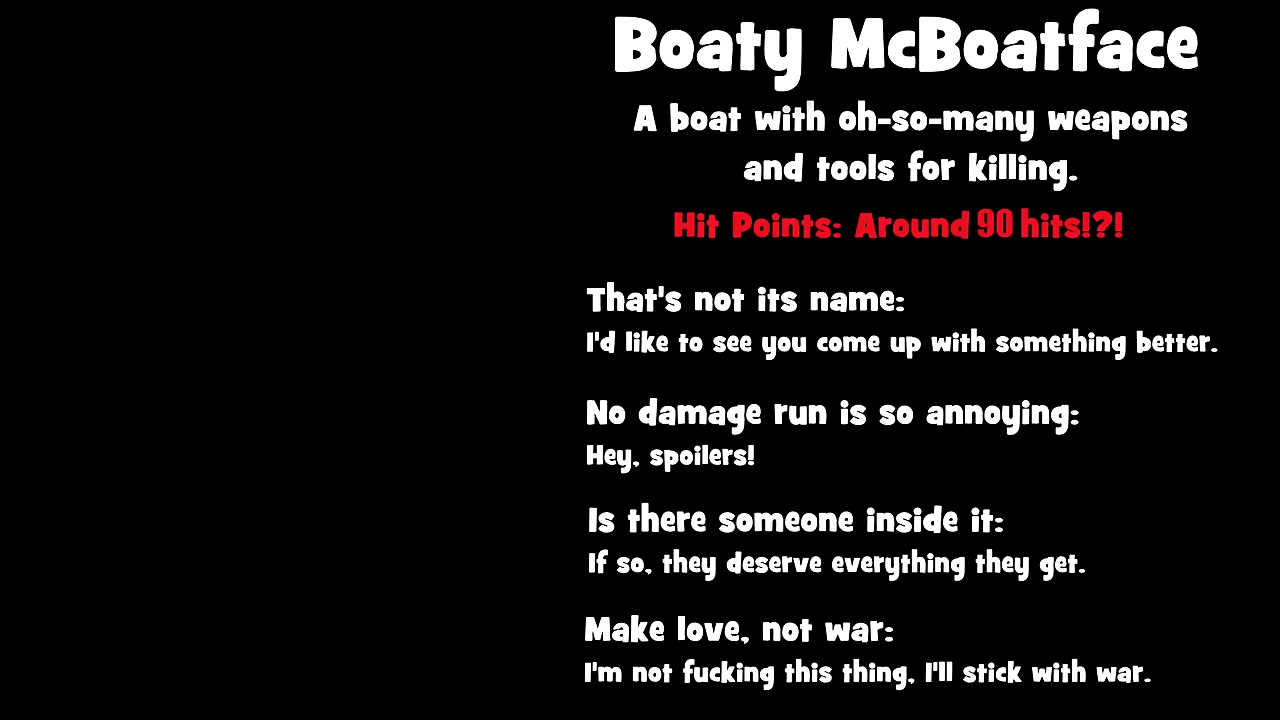 Boaty McBoatface
A boat with oh-so-many weapons
and tools for killing.
Hit Points: Around 90 hits!?!
That's not its name:
I'd like to see you come up with something better.
No damage run is so annoying:
Hey, spoilers!
Is there someone inside it:
If so, they deserve everything they get.
Make love, not war:
I'm not fucking this thing, I'll stick with war.